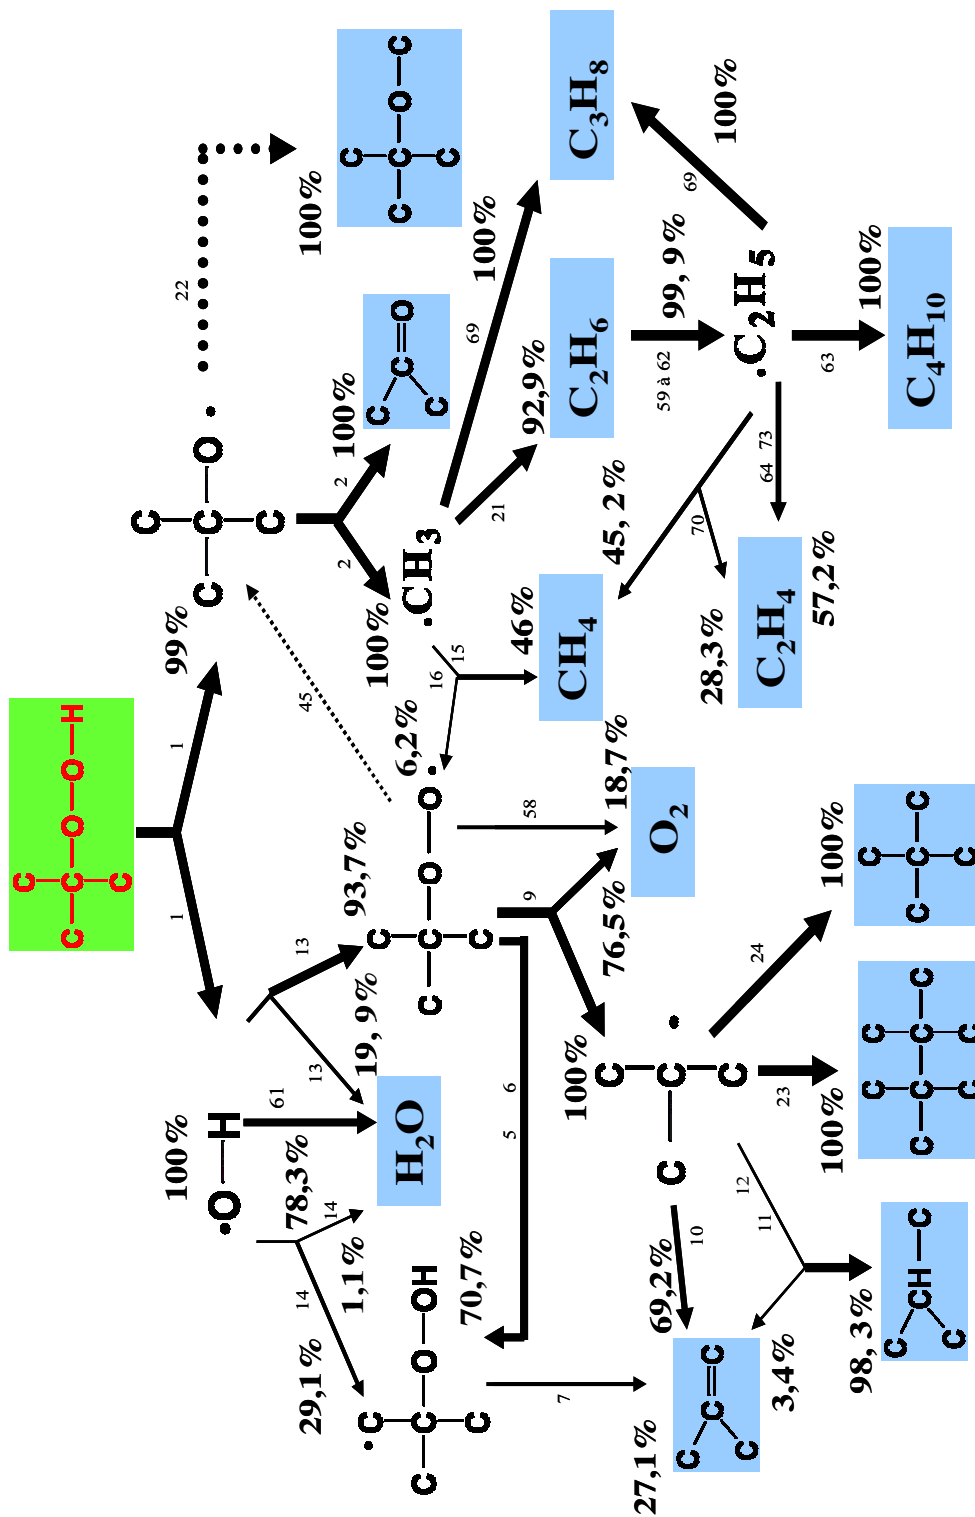 C
C–C–O–O–H
C
1
1
100%
99%
·O–H
C
C–C–O·
C
22
14
14
61
13
13
45
2
2
29,1%
1,1%
78,3%
19,9%
93,7%
6,2%
100%
100%
100%
H₂O
·CH₃
C
C
C=O
C
C–C–O–C
C
·C
C–C–O–OH
C
70,7%
C
C–C–O–O·
C
16
15
21
69
100%
5
6
9
58
46%
92,9%
7
100%
76,5%
18,7%
CH₄
C₂H₆
C₃H₈
45,2%
27,1%
69,2%
10
C
C–C·
C
O₂
59 à 62
99,9%
69
100%
70
28,3%
C
C=C
C
11
12
23
24
C₂H₄
64
73
·C₂H₅
3,4%
57,2%
63
98,3%
100%
100%
100%
C
CH–C
C
C C
C–C–C–C
C C
C
C–C–C
C
C₄H₁₀